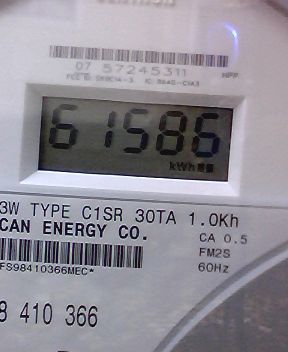 07 57245311
61586
kWh
3W TYPE C1SR 30TA 1.0Kh
CAN ENERGY CO.
CA 0.5
FM2S
60Hz
FS98410366MEC*
8 410 366